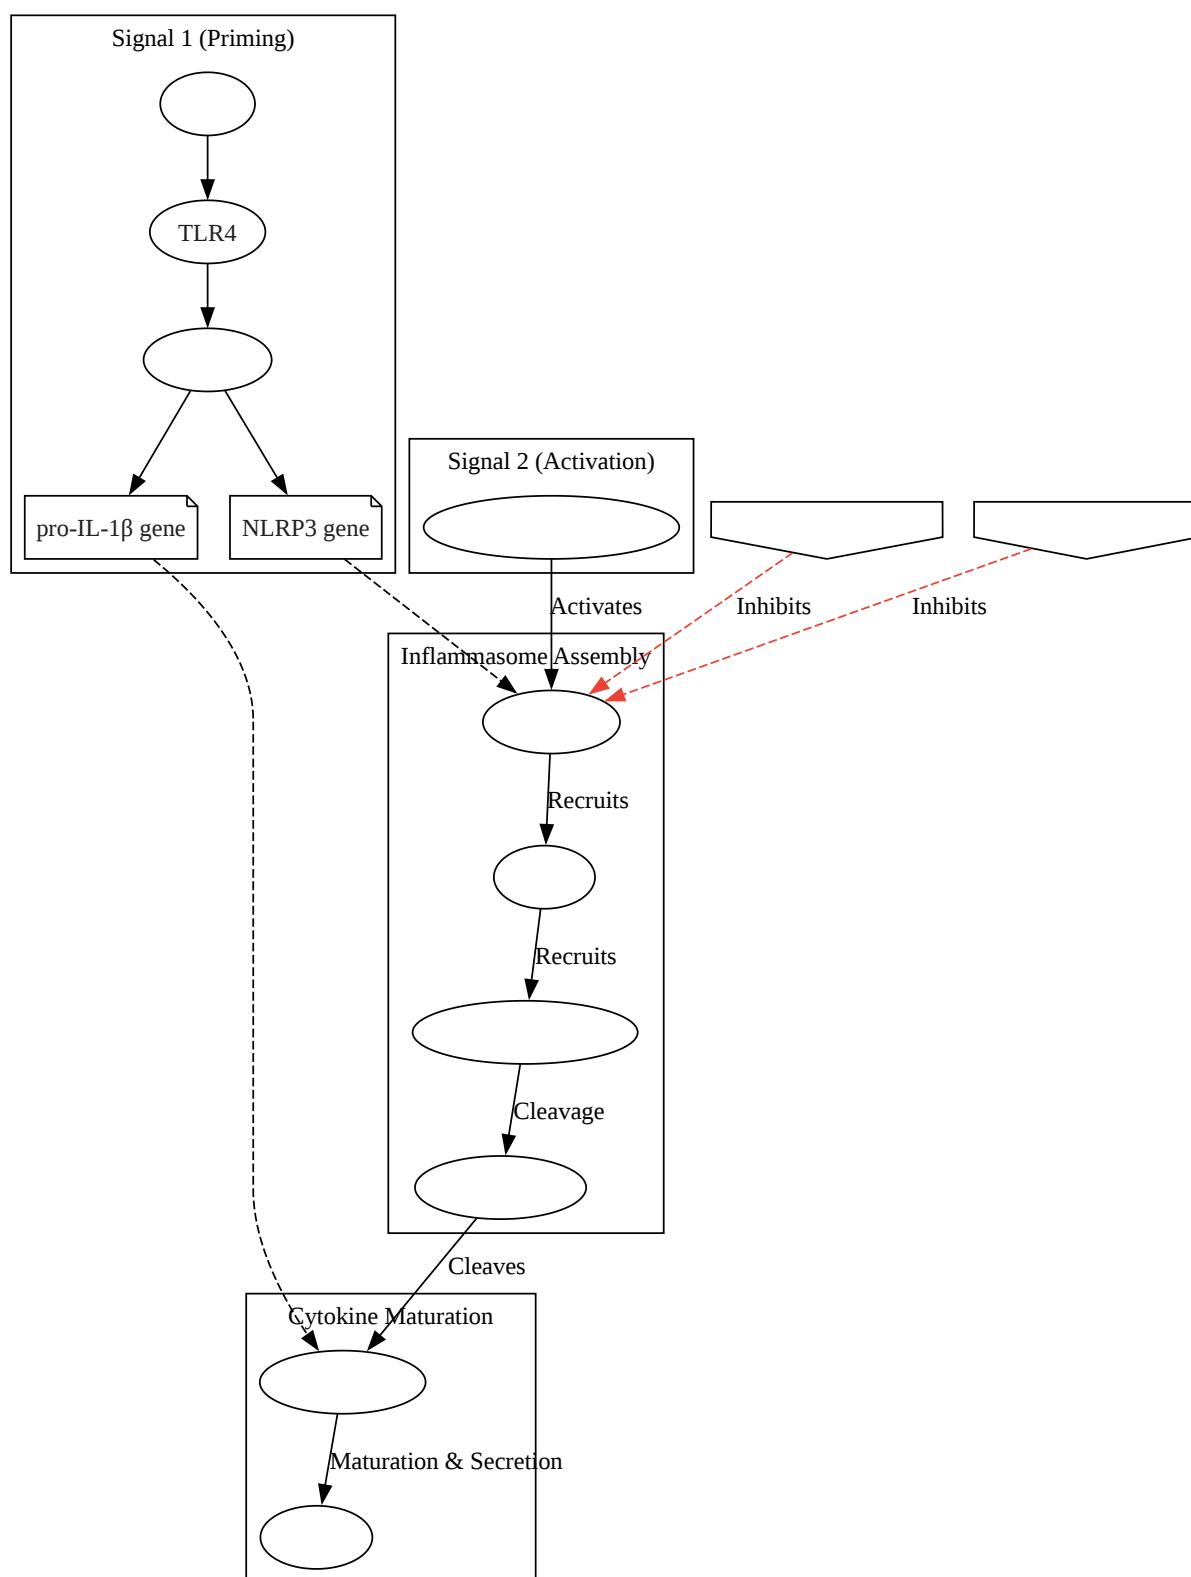 Signal 1 (Priming)
TLR4
pro-IL-1β gene
NLRP3 gene
Signal 2 (Activation)
Activates
Inhibits
Inhibits
Inflammasome Assembly
Recruits
Recruits
Cleavage
Cleaves
Cytokine Maturation
Maturation & Secretion